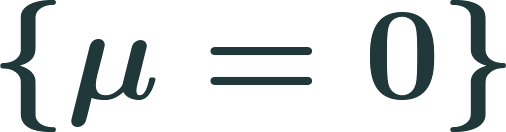 {μ = 0}